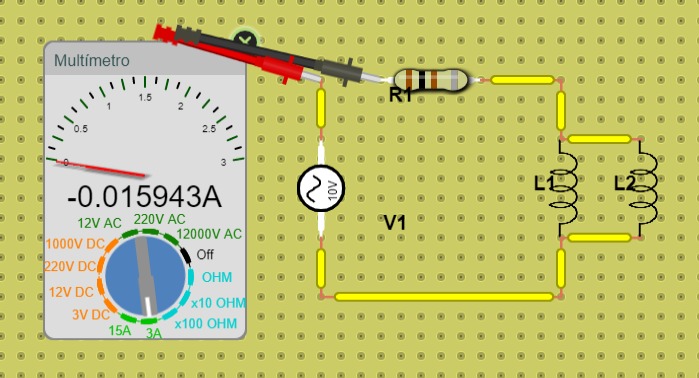 Multímetro
0
0.5
1
1.5
2
2.5
3
-0.015943A
12V AC
220V AC
12000V AC
1000V DC
Off
220V DC
OHM
12V DC
x10 OHM
3V DC
x100 OHM
15A
3A
R1
10V
V1
L1
L2